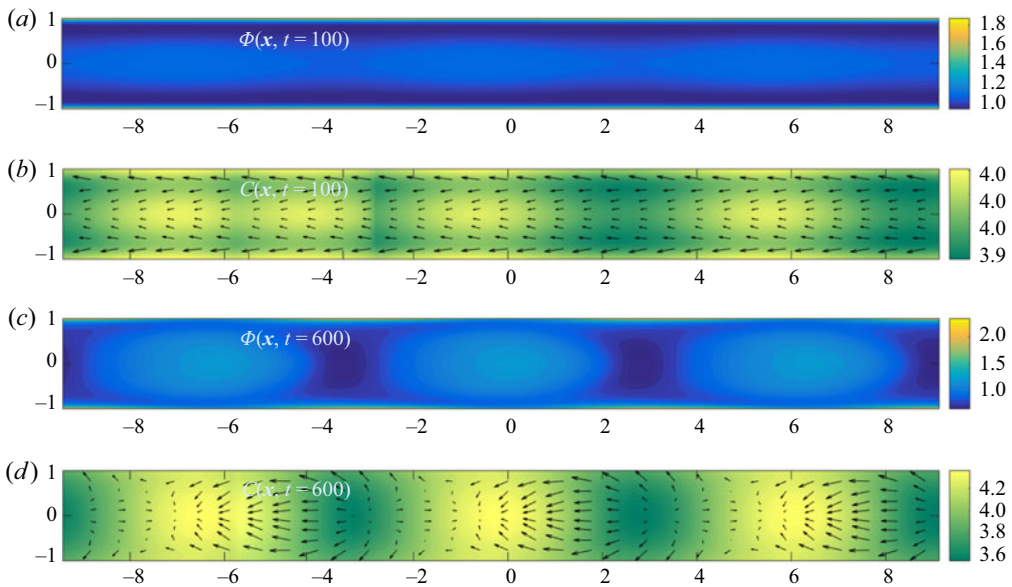 (a)
1
0
–1
Φ(x, t = 100)
1.8
1.6
1.4
1.2
1.0
–8 –6 –4 –2 0 2 4 6 8
(b)
1
0
–1
C(x, t = 100)
4.0
4.0
3.9
–8 –6 –4 –2 0 2 4 6 8
(c)
1
0
–1
Φ(x, t = 600)
2.0
1.5
1.0
–8 –6 –4 –2 0 2 4 6 8
(d)
1
0
–1
C(x, t = 600)
4.2
3.8
3.6
–8 –6 –4 –2 0 2 4 6 8